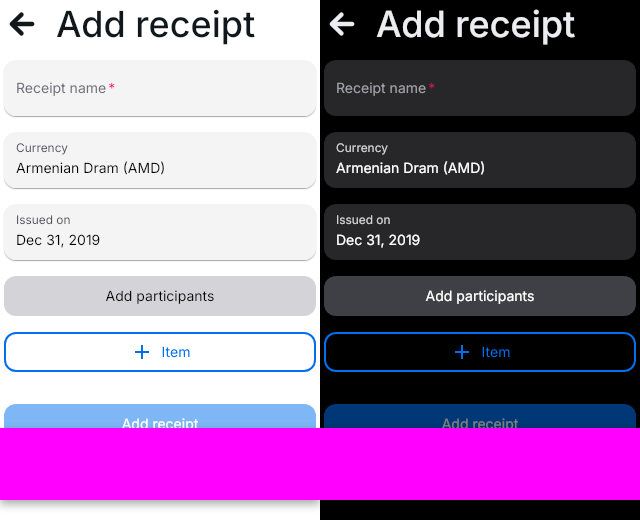 Add receipt
Receipt name *
Currency
Armenian Dram (AMD)
Issued on
Dec 31, 2019
Add participants
Item
Add receipt
Add receipt
Receipt name *
Currency
Armenian Dram (AMD)
Issued on
Dec 31, 2019
Add participants
Item
Add receipt